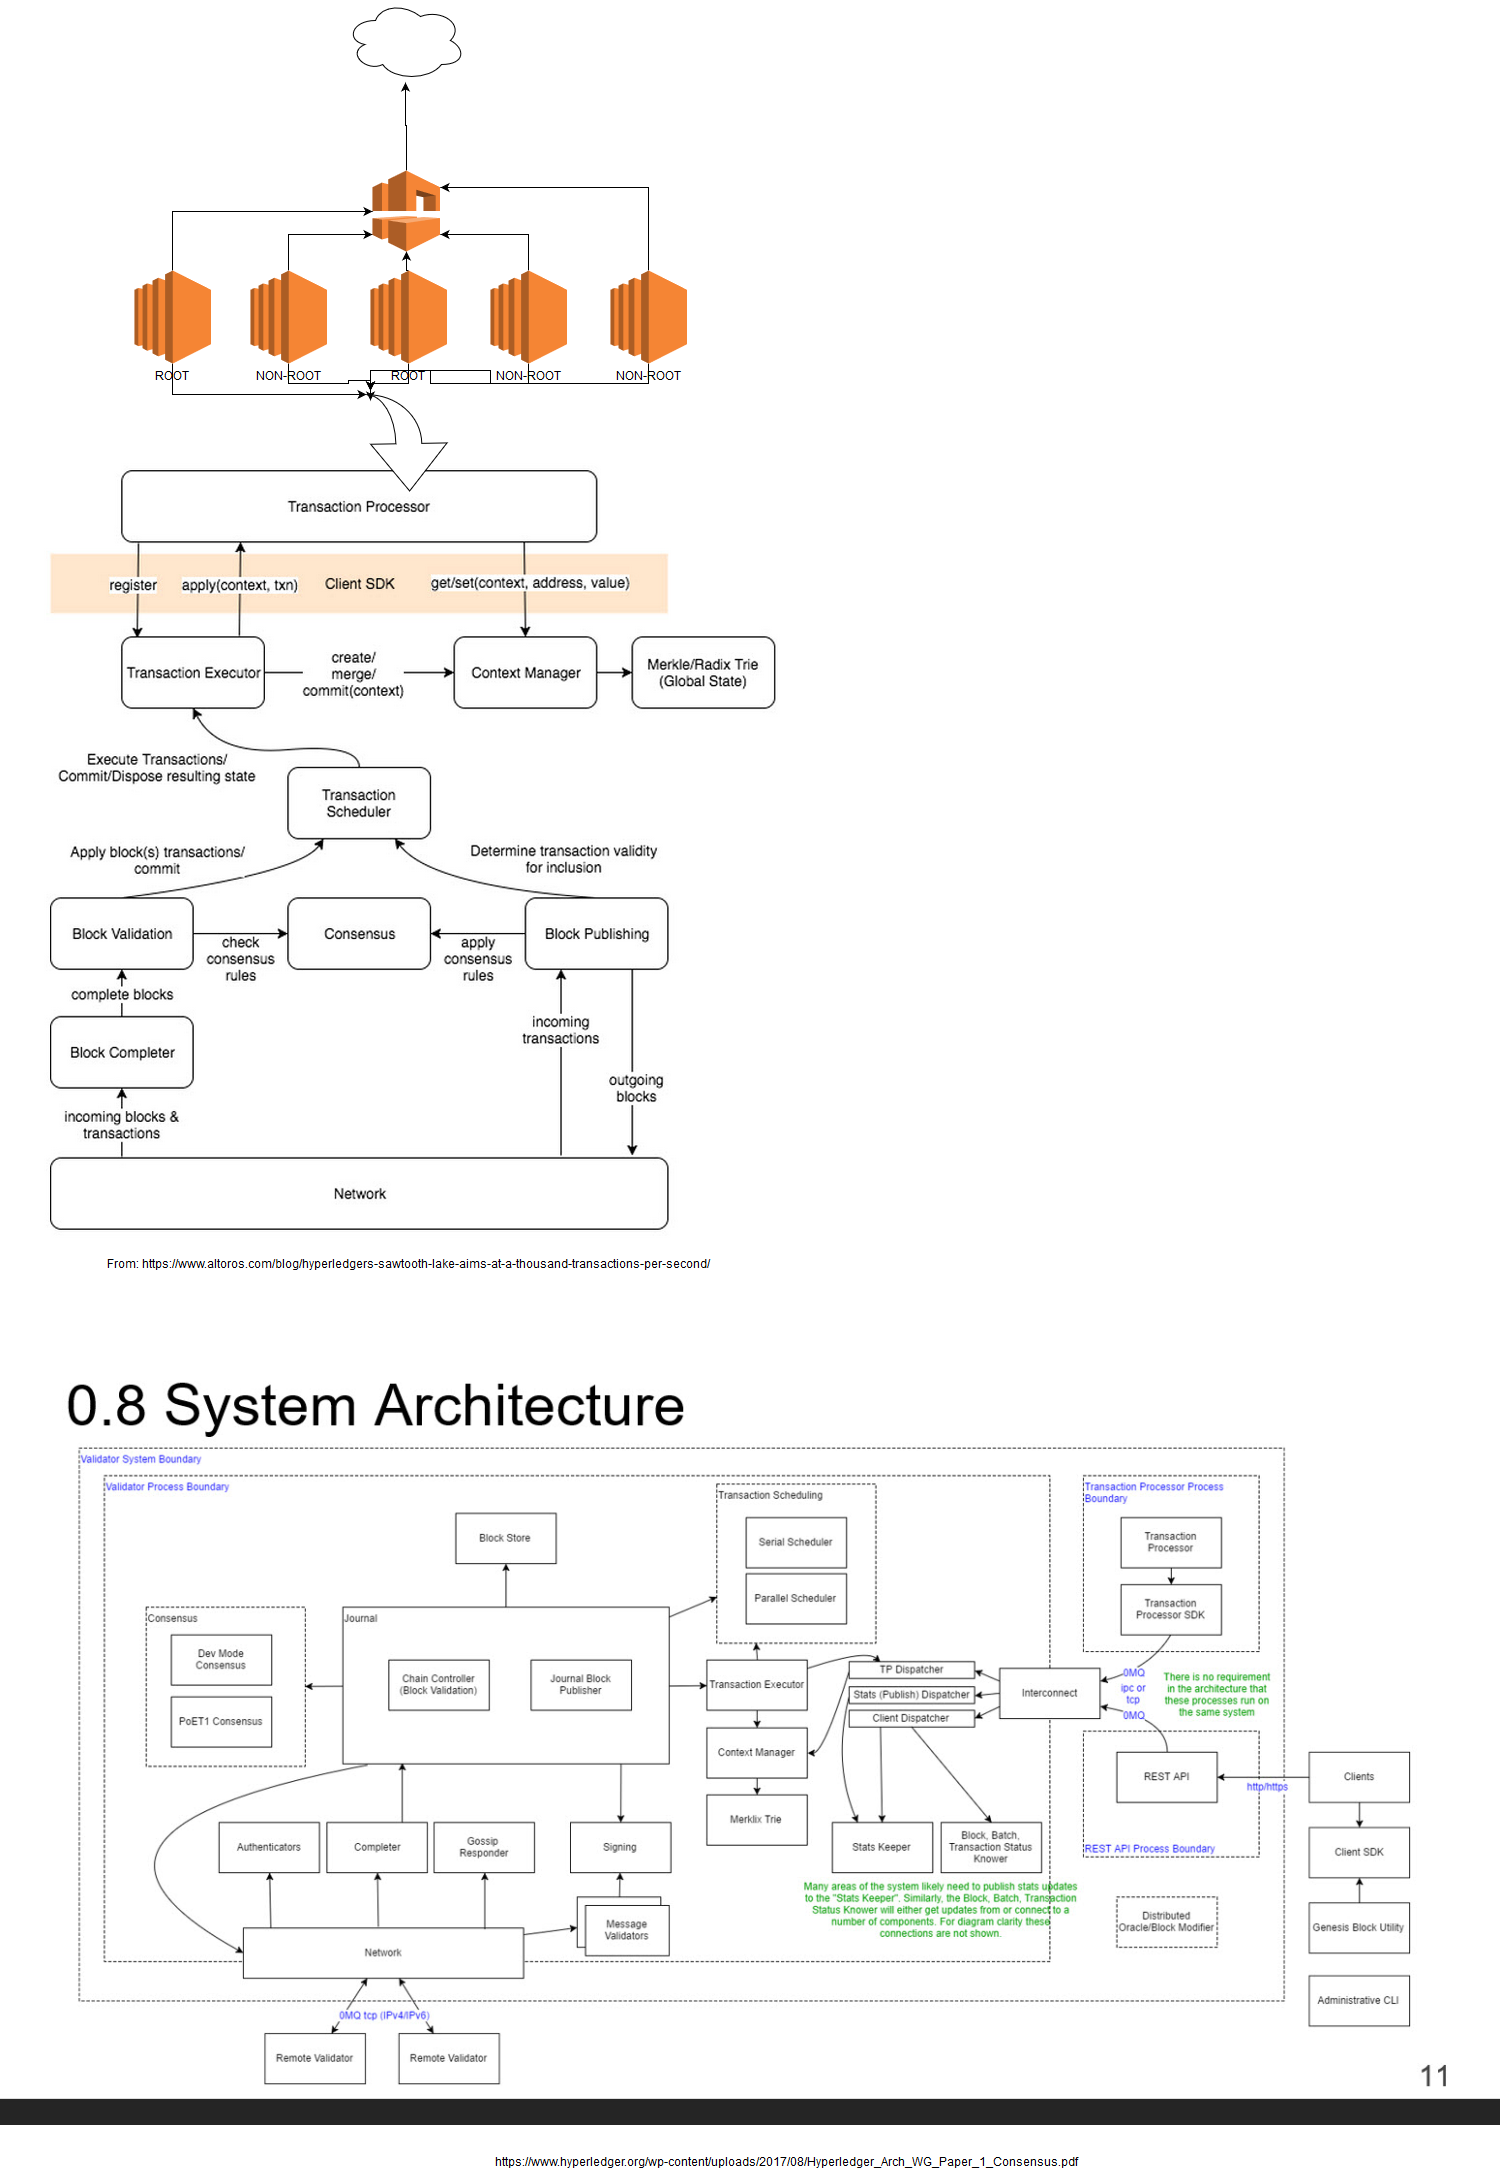 ROOT
NON-ROOT
ROOT
NON-ROOT
NON-ROOT
Transaction Processor
register
apply(context, txn)
Client SDK
get/set(context, address, value)
Transaction Executor
create/
merge/
commit(context)
Context Manager
Merkle/Radix Trie
(Global State)
Execute Transactions/
Commit/Dispose resulting state
Transaction
Scheduler
Apply block(s) transactions/
commit
Determine transaction validity
for inclusion
Block Validation
check
consensus
rules
Consensus
apply
consensus
rules
Block Publishing
complete blocks
Block Completer
incoming
transactions
outgoing
blocks
incoming blocks &
transactions
Network
From: https://www.altoros.com/blog/hyperledgers-sawtooth-lake-aims-at-a-thousand-transactions-per-second/
0.8 System Architecture
Validator System Boundary
Validator Process Boundary
Block Store
Transaction Scheduling
Serial Scheduler
Parallel Scheduler
Transaction Processor Process
Boundary
Transaction
Processor
Transaction
Processor SDK
Consensus
Dev Mode
Consensus
PoET1 Consensus
Journal
Chain Controller
(Block Validation)
Journal Block
Publisher
Transaction Executor
Context Manager
Merklix Trie
TP Dispatcher
Stats (Publish) Dispatcher
Client Dispatcher
Interconnect
0MQ
ipc or
tcp
0MQ
There is no requirement
in the architecture that
these processes run on
the same system
REST API
REST API Process Boundary
http/https
Clients
Client SDK
Genesis Block Utility
Administrative CLI
Authenticators
Completer
Gossip
Responder
Signing
Message
Validators
Stats Keeper
Block, Batch,
Transaction Status
Knower
Many areas of the system likely need to publish stats updates
to the "Stats Keeper". Similarly, the Block, Batch, Transaction
Status Knower will either get updates from or connect to a
number of components. For diagram clarity these
connections are not shown.
Distributed
Oracle/Block Modifier
Network
0MQ tcp (IPv4/IPv6)
Remote Validator
Remote Validator
11
https://www.hyperledger.org/wp-content/uploads/2017/08/Hyperledger_Arch_WG_Paper_1_Consensus.pdf